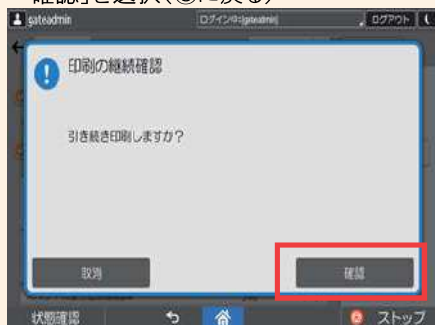 確認」を選択（①に戻る）
gateadmin
ログイン中:[gateadmin]
ログアウト
印刷の継続確認
引き続き印刷しますか？
取消
確認
状態確認
ストップ